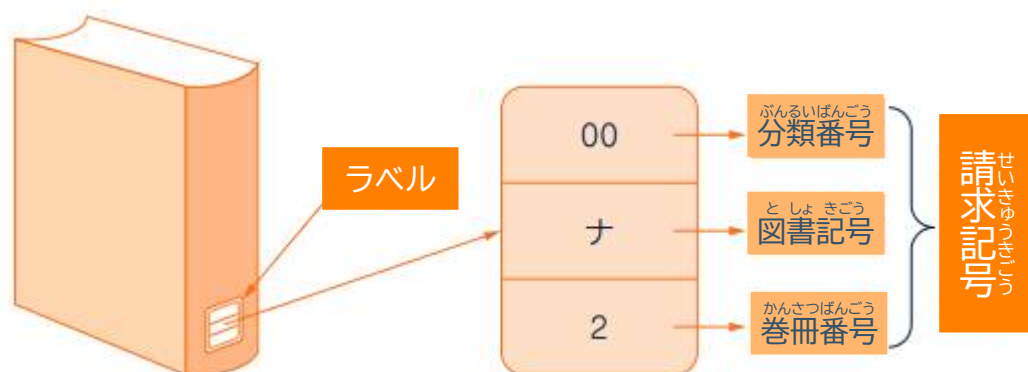 ラベル
00
ナ
2
ぶんるいばんごう
分類番号
としょきごう
図書記号
かんさつばんごう
巻冊番号
請求記号
せいきゅうきごう